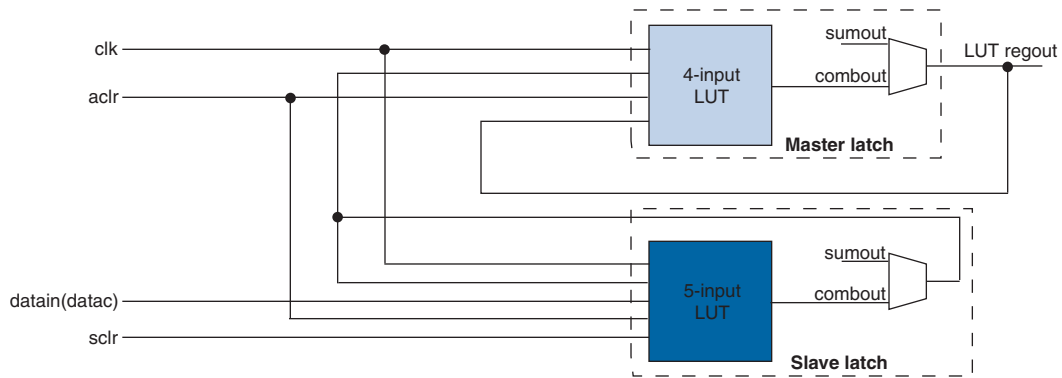 clk
aclr
4-input
LUT
sumout
combout
LUT regout
Master latch
datain(datac)
sclr
5-input
LUT
sumout
combout
Slave latch